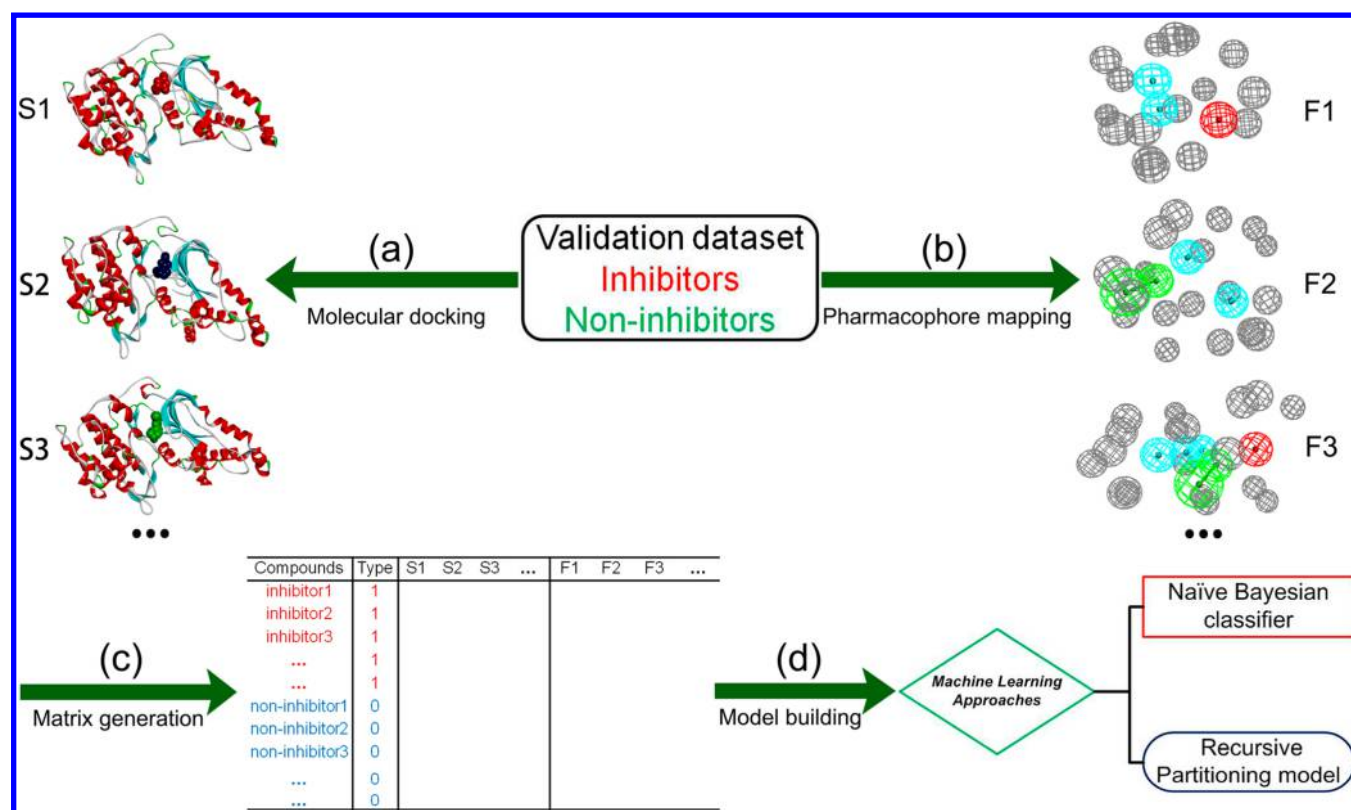 S1
F1
(a)
Validation dataset
(b)
S2
Inhibitors
F2
Molecular docking
Non-inhibitors
Pharmacophore mapping
S3
F3
...
...
Compounds Type S1 S2 S3 ... F1 F2 F3 ...
inhibitor1 1
inhibitor2 1
inhibitor3 1
... 1
... 1
non-inhibitor1 0
non-inhibitor2 0
non-inhibitor3 0
... 0
... 0
(c)
Matrix generation
(d)
Model building
Machine Learning
Approaches
Naïve Bayesian
classifier
Recursive
Partitioning model